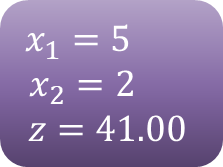 x₁ = 5
x₂ = 2
z = 41.00